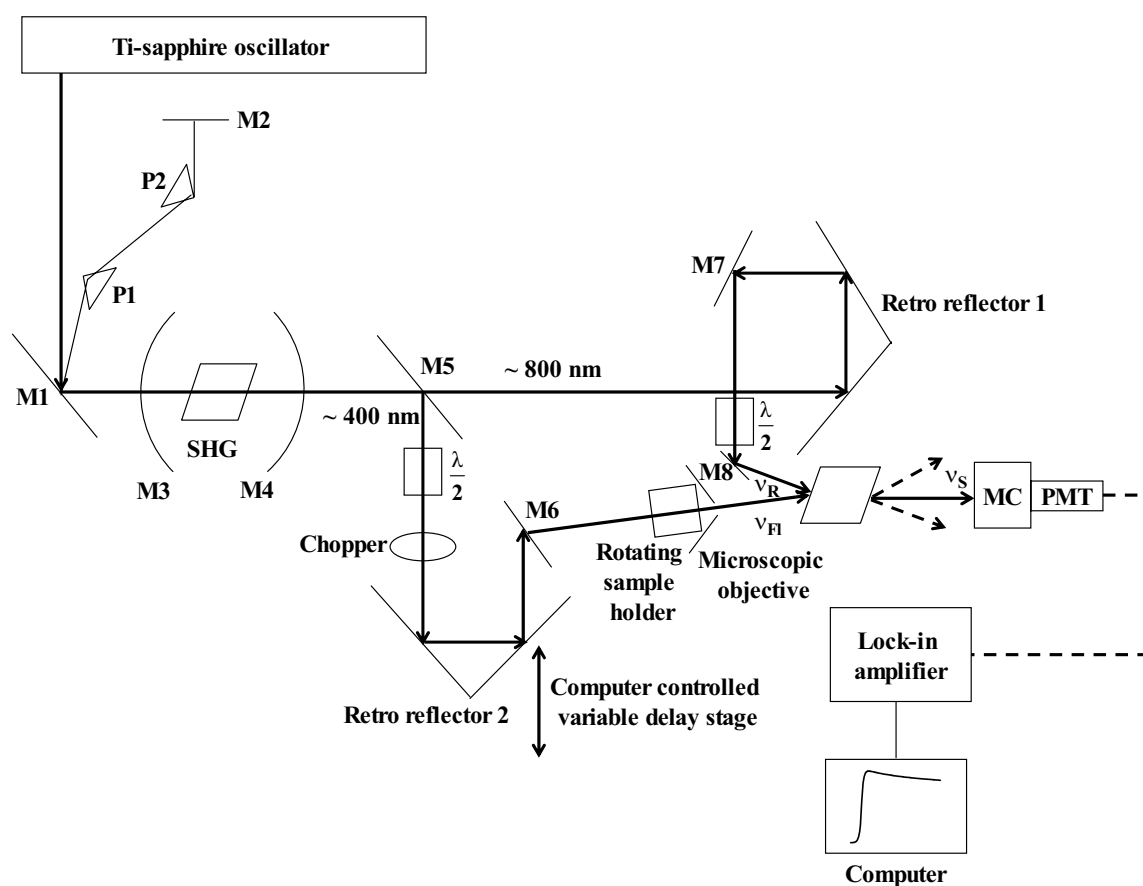 Ti-sapphire oscillator
M2
P2
P1
M7
Retro reflector 1
M5
~ 800 nm
M1
~ 400 nm
SHG
λ/2
λ/2
M3
M4
M8
νR
νS
MC
PMT
M6
νFl
Chopper
Rotating
sample
holder
Microscopic
objective
Lock-in
amplifier
Computer controlled
variable delay stage
Retro reflector 2
Computer